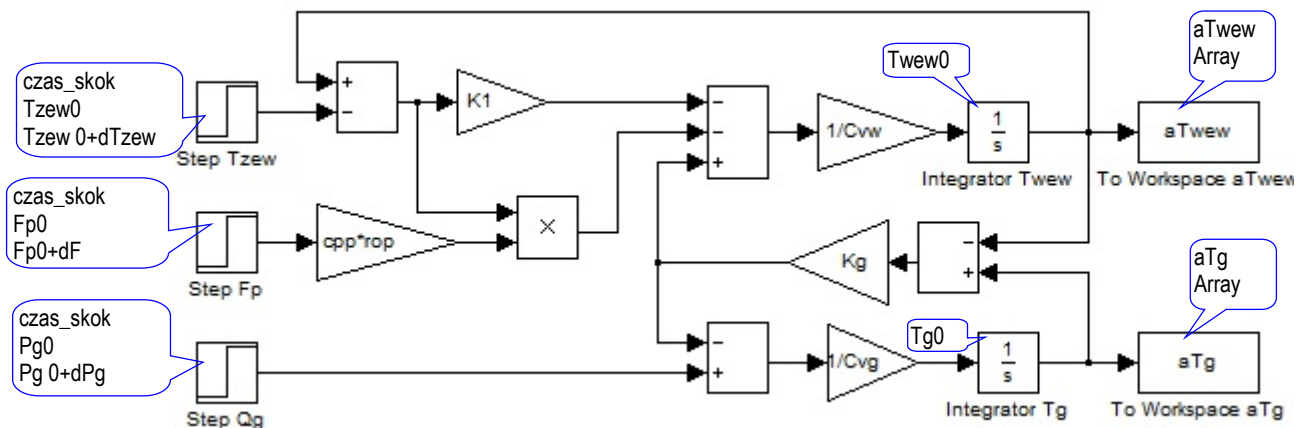 czas_skok
Tzew0
Tzew 0+dTzew
+
−
Step Tzew
K1
−
−
+
1/Cvw
Twew0
1
s
Integrator Twew
aTwew
Array
aTwew
To Workspace aTwew
czas_skok
Fp0
Fp0+dF
Step Fp
cpp*rop
×
Kg
−
+
aTg
Array
czas_skok
Pg0
Pg 0+dPg
Step Qg
−
+
1/Cvg
Tg0
1
s
Integrator Tg
aTg
To Workspace aTg